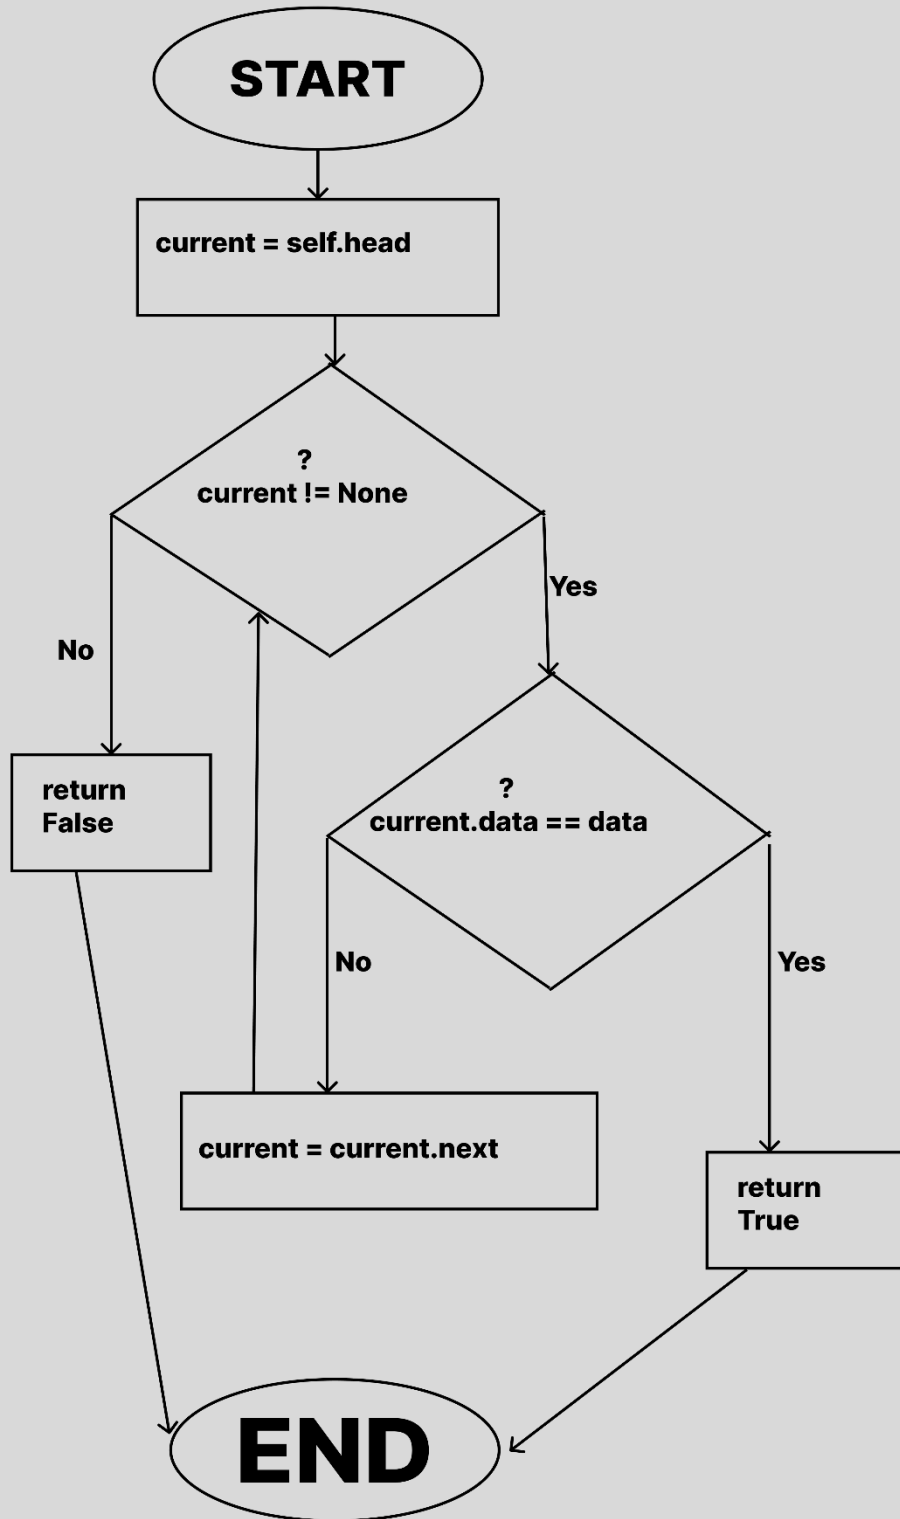 START
current = self.head
?
current != None
Yes
No
return
False
?
current.data == data
No
Yes
current = current.next
return
True
END